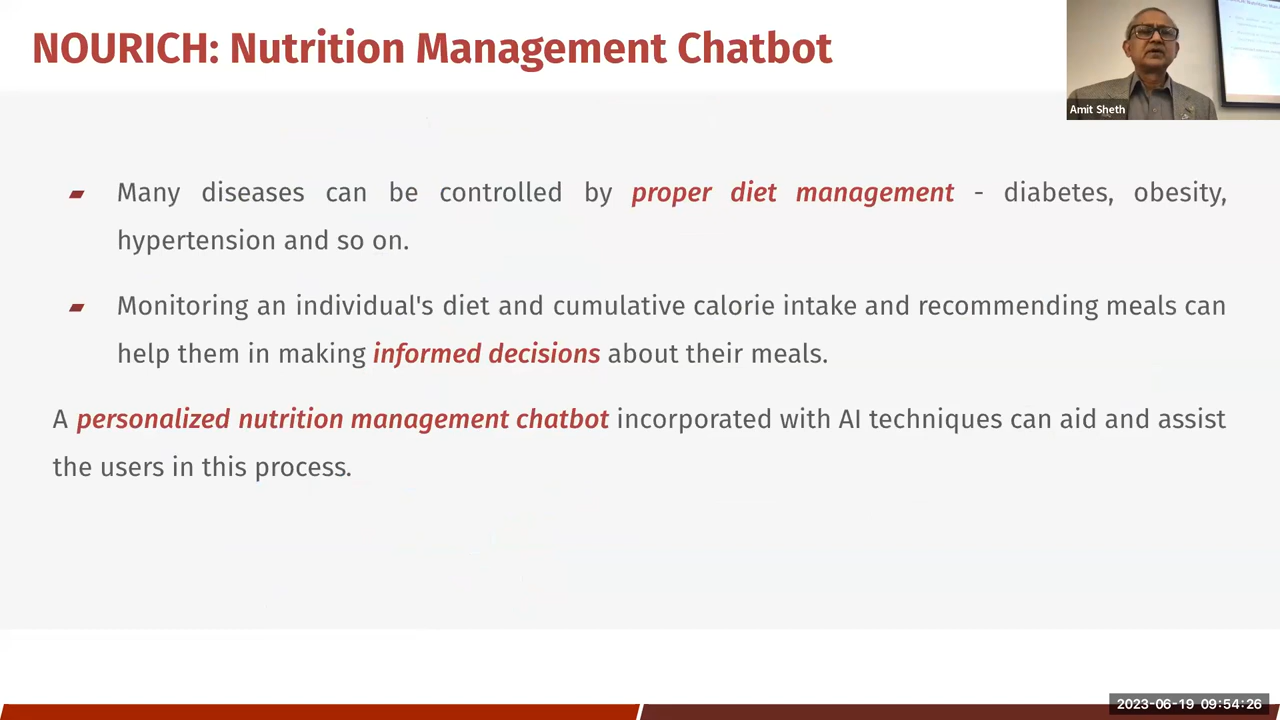 NOURICH: Nutrition Management Chatbot
Amit Sheth
Many diseases can be controlled by proper diet management - diabetes, obesity,
hypertension and so on.
Monitoring an individual's diet and cumulative calorie intake and recommending meals can
help them in making informed decisions about their meals.
A personalized nutrition management chatbot incorporated with AI techniques can aid and assist
the users in this process.
2023-06-19 09:54:26